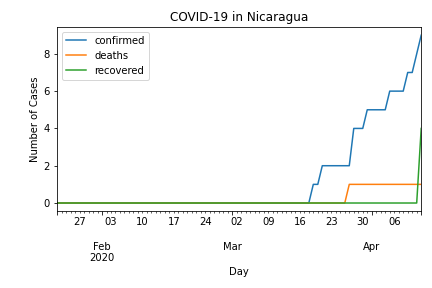 COVID-19 in Nicaragua
confirmed
deaths
recovered
Number of Cases
8
6
4
2
0
27 03 10 17 24 02 09 16 23 30 06
Feb Mar Apr
2020
Day